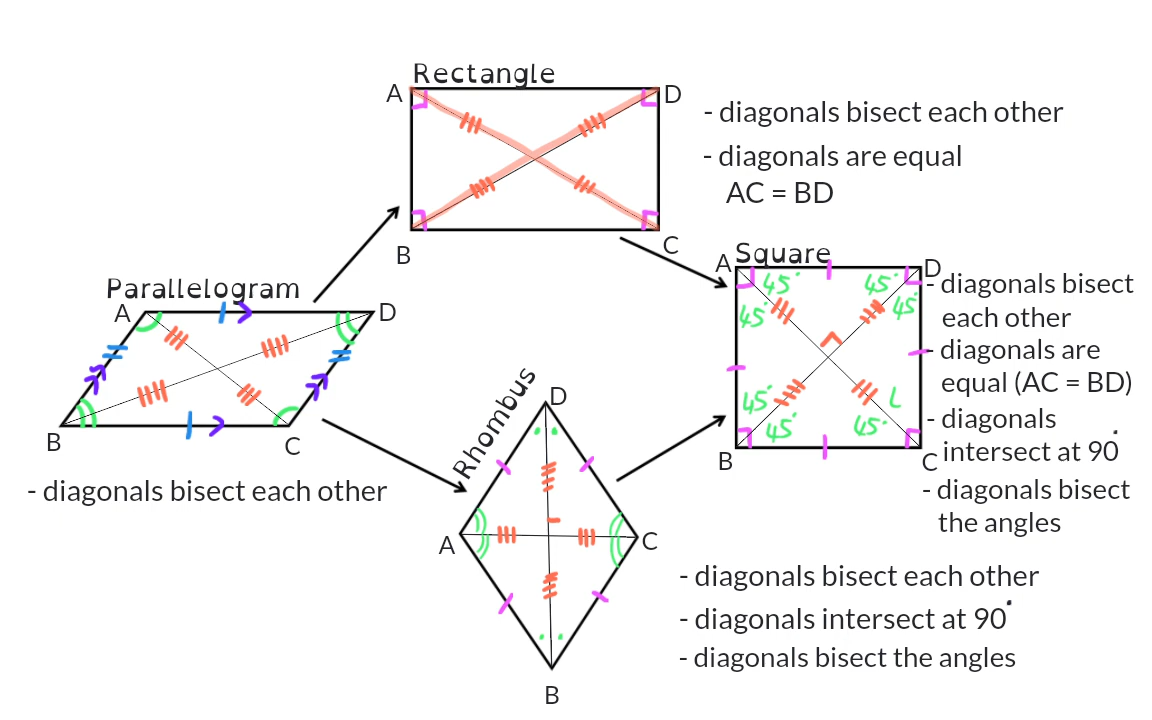 Rectangle
A
D
B
C
- diagonals bisect each other
- diagonals are equal
AC = BD
Parallelogram
A
D
B
C
- diagonals bisect each other
Rhombus
D
A
C
B
- diagonals bisect each other
- diagonals intersect at 90°
- diagonals bisect the angles
Square
A
D
45° 45°
45° 45°
45°
45° 45°
B
C
- diagonals bisect
each other
- diagonals are
equal (AC = BD)
- diagonals
intersect at 90°
- diagonals bisect
the angles